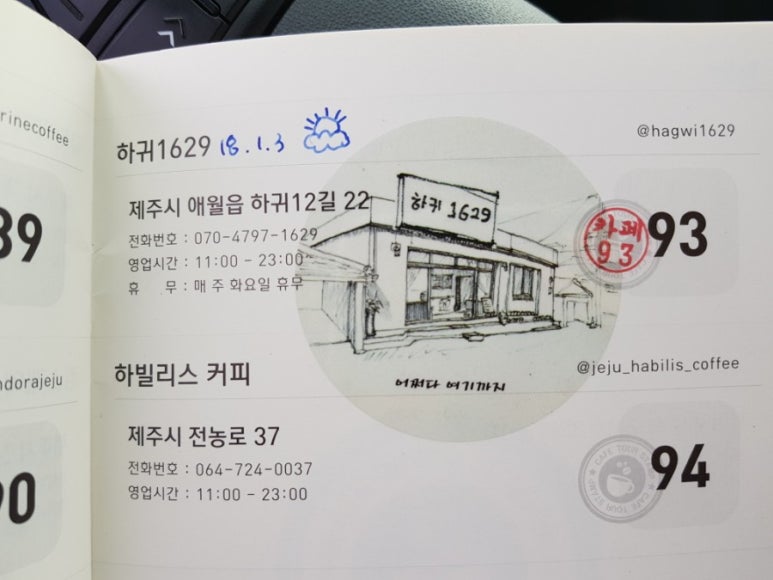 rinecoffee
39
ndorajeju
90
하귀1629 18.1.3
@hagwi1629
제주시 애월읍 하귀12길 22
전화번호 : 070-4797-1629
영업시간 : 11:00 - 23:00
휴 무 : 매 주 화요일 휴무
하귀 1629
카페
93
93
어쩌다 여기까지
하빌리스 커피
@jeju_habilis_coffee
제주시 전농로 37
전화번호 : 064-724-0037
영업시간 : 11:00 - 23:00
CAFE TOUR STAMP
94